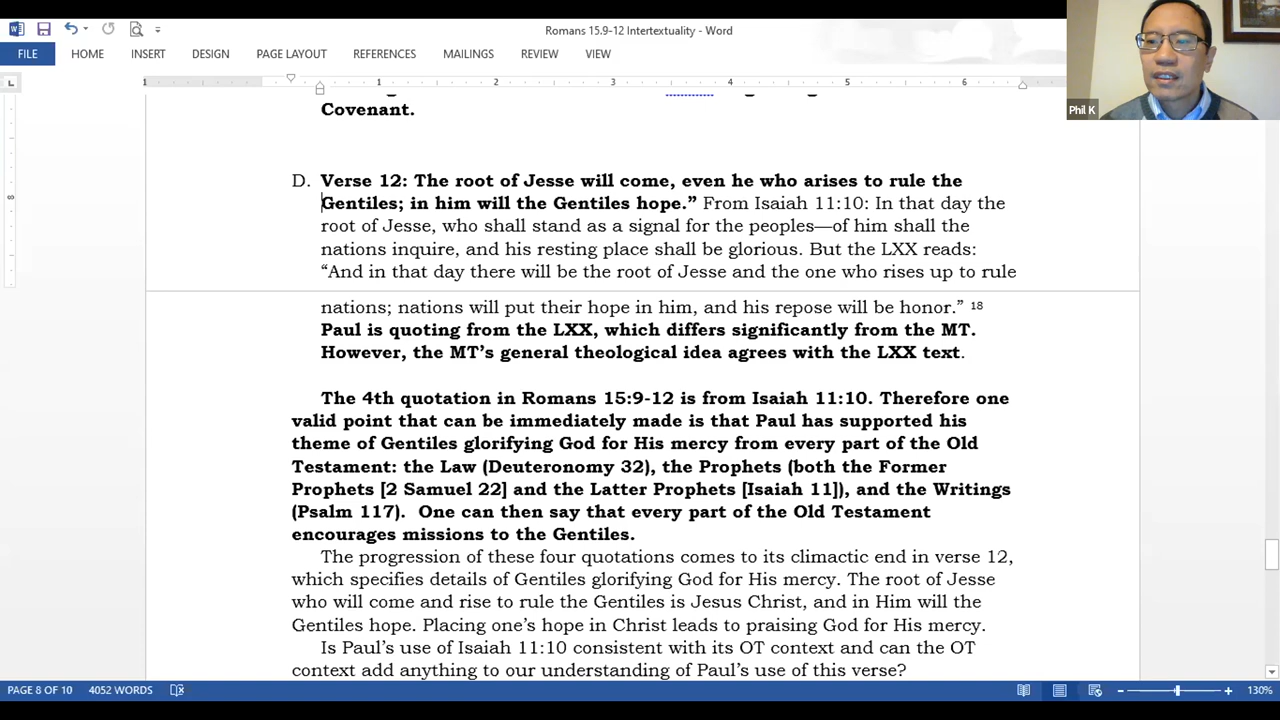 Romans 15.9-12 Intertextuality - Word
FILE HOME INSERT DESIGN PAGE LAYOUT REFERENCES MAILINGS REVIEW VIEW
1 1 2 3 4 5 6
Phil K
Covenant.
D. Verse 12: The root of Jesse will come, even he who arises to rule the
Gentiles; in him will the Gentiles hope.” From Isaiah 11:10: In that day the
root of Jesse, who shall stand as a signal for the peoples—of him shall the
nations inquire, and his resting place shall be glorious. But the LXX reads:
“And in that day there will be the root of Jesse and the one who rises up to rule
nations; nations will put their hope in him, and his repose will be honor.” 18
Paul is quoting from the LXX, which differs significantly from the MT.
However, the MT’s general theological idea agrees with the LXX text.
The 4th quotation in Romans 15:9-12 is from Isaiah 11:10. Therefore one
valid point that can be immediately made is that Paul has supported his
theme of Gentiles glorifying God for His mercy from every part of the Old
Testament: the Law (Deuteronomy 32), the Prophets (both the Former
Prophets [2 Samuel 22] and the Latter Prophets [Isaiah 11]), and the Writings
(Psalm 117).  One can then say that every part of the Old Testament
encourages missions to the Gentiles.
The progression of these four quotations comes to its climactic end in verse 12,
which specifies details of Gentiles glorifying God for His mercy. The root of Jesse
who will come and rise to rule the Gentiles is Jesus Christ, and in Him will the
Gentiles hope. Placing one’s hope in Christ leads to praising God for His mercy.
Is Paul’s use of Isaiah 11:10 consistent with its OT context and can the OT
context add anything to our understanding of Paul’s use of this verse?
PAGE 8 OF 10 4052 WORDS 130%